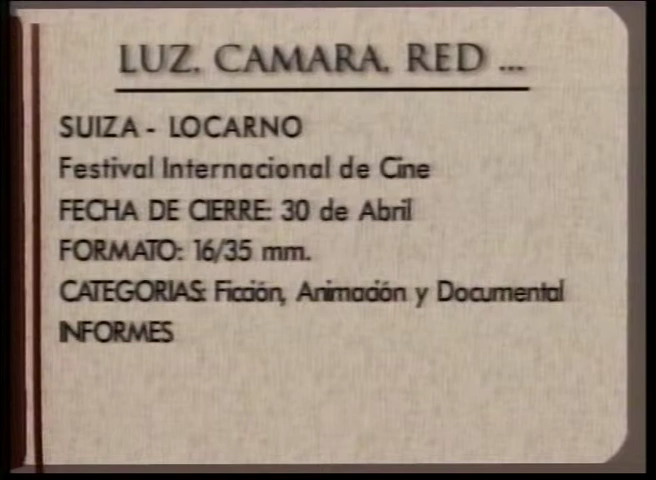 LUZ. CAMARA. RED ...
SUIZA - LOCARNO
Festival Internacional de Cine
FECHA DE CIERRE: 30 de Abril
FORMATO: 16/35 mm.
CATEGORIAS: Ficción, Animación y Documental
INFORMES